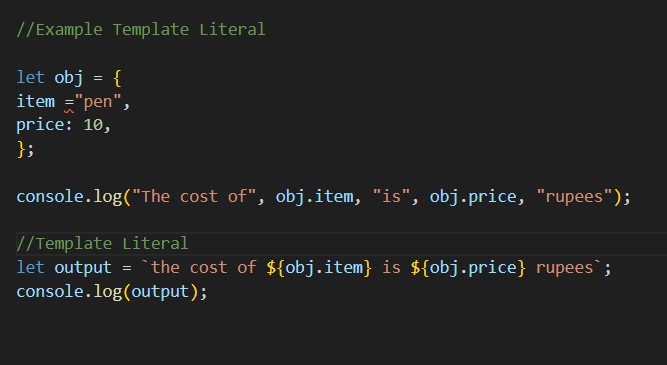 //Example Template Literal
let obj = {
item ="pen",
price: 10,
};
console.log("The cost of", obj.item, "is", obj.price, "rupees");
//Template Literal
let output = `the cost of ${obj.item} is ${obj.price} rupees`;
console.log(output);